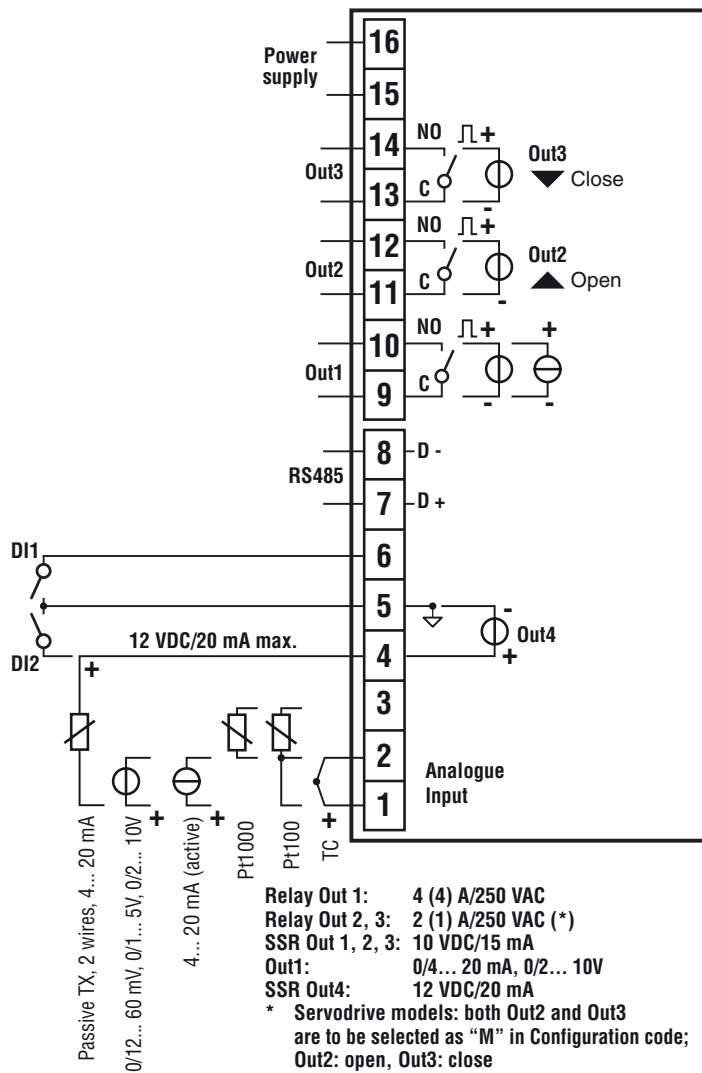 16
Power
supply
15
14
NO
+
Out3
Out3
Close
13
C
-
12
NO
+
Out2
Out2
Open
11
C
-
10
NO
+
+
Out1
9
C
-
-
8
D -
RS485
7
D +
DI1
6
5
-
Out4
12 VDC/20 mA max.
4
+
DI2
+
3
2
Analogue
Input
1
+
+
+
Passive TX, 2 wires, 4... 20 mA
0/12... 60 mV, 0/1... 5V, 0/2... 10V
4... 20 mA (active)
Pt1000
Pt100
TC
Relay Out 1: 4 (4) A/250 VAC
Relay Out 2, 3: 2 (1) A/250 VAC (*)
SSR Out 1, 2, 3: 10 VDC/15 mA
Out1: 0/4... 20 mA, 0/2... 10V
SSR Out4: 12 VDC/20 mA
* Servodrive models: both Out2 and Out3
are to be selected as “M” in Configuration code;
Out2: open, Out3: close